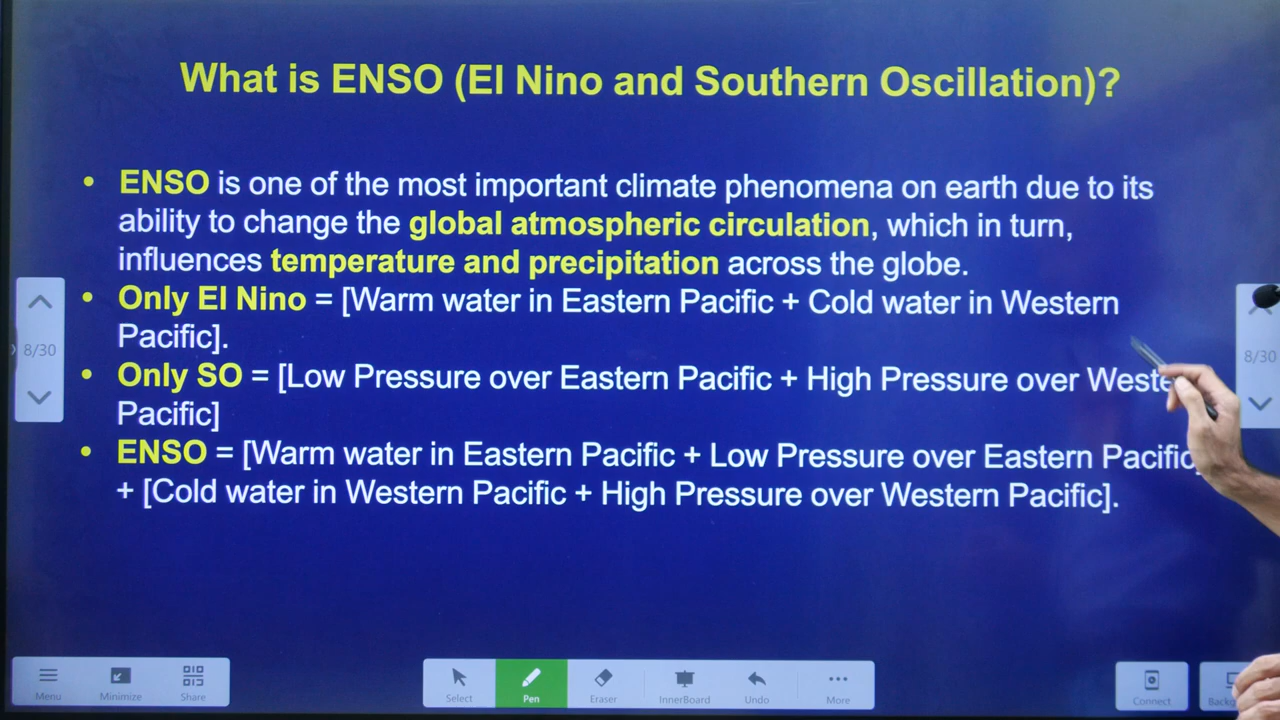 What is ENSO (El Nino and Southern Oscillation)?
• ENSO is one of the most important climate phenomena on earth due to its
ability to change the global atmospheric circulation, which in turn,
influences temperature and precipitation across the globe.
• Only El Nino = [Warm water in Eastern Pacific + Cold water in Western
Pacific].
• Only SO = [Low Pressure over Eastern Pacific + High Pressure over Weste
Pacific]
• ENSO = [Warm water in Eastern Pacific + Low Pressure over Eastern Pacific]
+ [Cold water in Western Pacific + High Pressure over Western Pacific].
8/30
8/30
Menu
Minimize
Share
Select
Pen
Eraser
InnerBoard
Undo
More
Connect